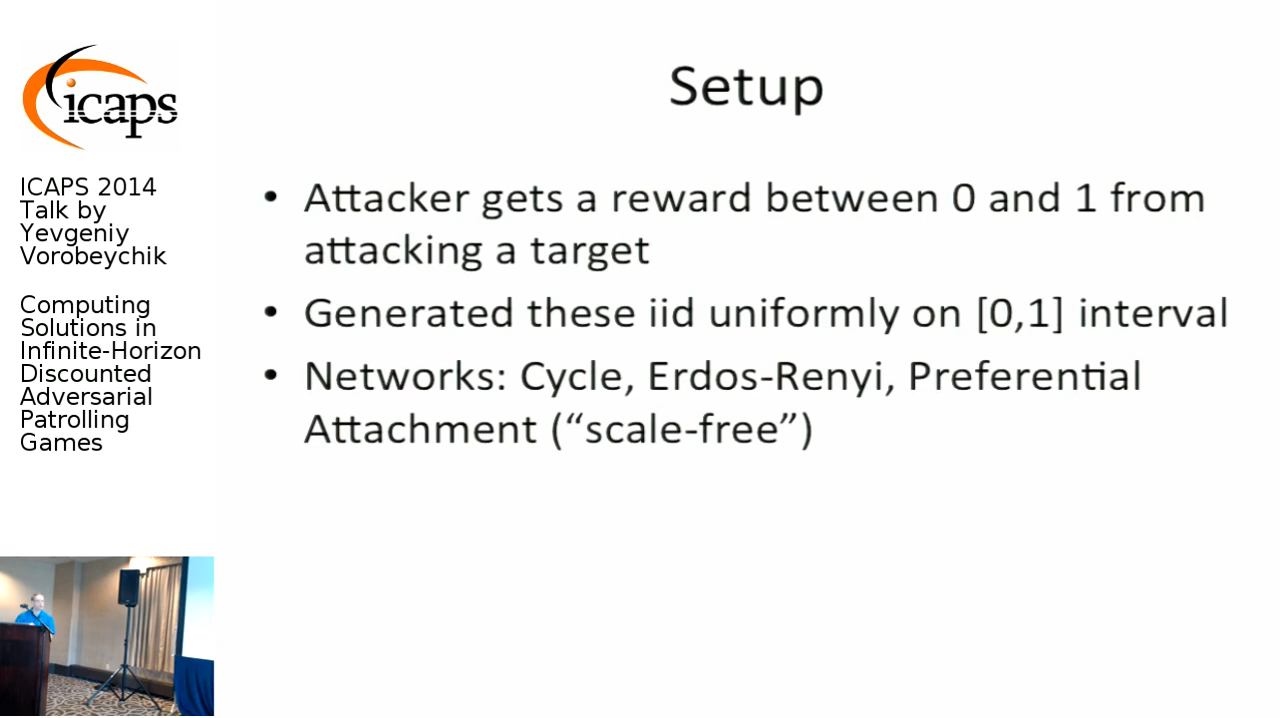 icaps
ICAPS 2014
Talk by
Yevgeniy
Vorobeychik
Computing
Solutions in
Infinite-Horizon
Discounted
Adversarial
Patrolling
Games
Setup
• Attacker gets a reward between 0 and 1 from
attacking a target
• Generated these iid uniformly on [0,1] interval
• Networks: Cycle, Erdos-Renyi, Preferential
Attachment (“scale-free”)